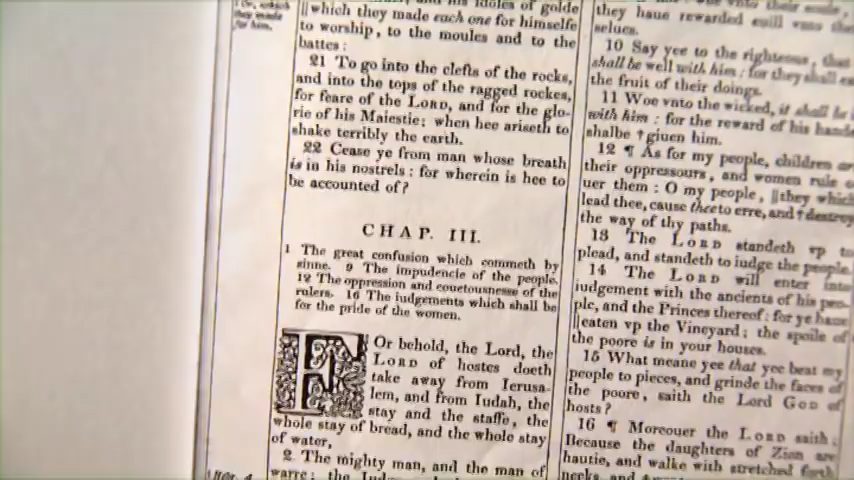 Or, which
they made
for him.
and his idoles of golde
||which they made each one for himselfe
to worship, to the moules and to the
battes:
21 To go into the clefts of the rocks,
and into the tops of the ragged rockes,
for feare of the LORD, and for the glo-
rie of his Maiestie; when hee ariseth to
shake terribly the earth.
22 Cease ye from man whose breath
is in his nostrels: for wherein is hee to
be accounted of?
CHAP. III.
1 The great confusion which commeth by
sinne. 9 The impudencie of the people.
12 The oppression and couetousnesse of the
rulers. 16 The iudgements which shall be
for the pride of the women.
FOr behold, the Lord, the
LORD of hostes doeth
take away from Ierusa-
lem, and from Iudah, the
stay and the staffe, the
whole stay of bread, and the whole stay
of water,
2 The mighty man, and the man of
warre; the
they haue rewarded euill vnto
selues.
10 Say yee to the righteous, that
shall be well with him: for they shall
the fruit of their doings.
11 Woe vnto the wicked, it shall be
with him: for the reward of his hands
shalbe †giuen him.
12 ¶ As for my people, children
their oppressours, and women rule
uer them: O my people, ||they which
lead thee, cause thee to erre, and †destroy
the way of thy paths.
13 The LORD standeth vp to
plead, and standeth to iudge the people.
14 The LORD will enter into
iudgement with the ancients of his peo-
ple, and the Princes thereof: for ye haue
||eaten vp the Vineyard; the spoile of
the poore is in your houses.
15 What meane yee that yee beat my
people to pieces, and grinde the faces of
the poore, saith the Lord GOD of
hosts?
16 ¶ Moreouer the LORD saith;
Because the daughters of Zion are
hautie, and walke with stretched forth
necks, and